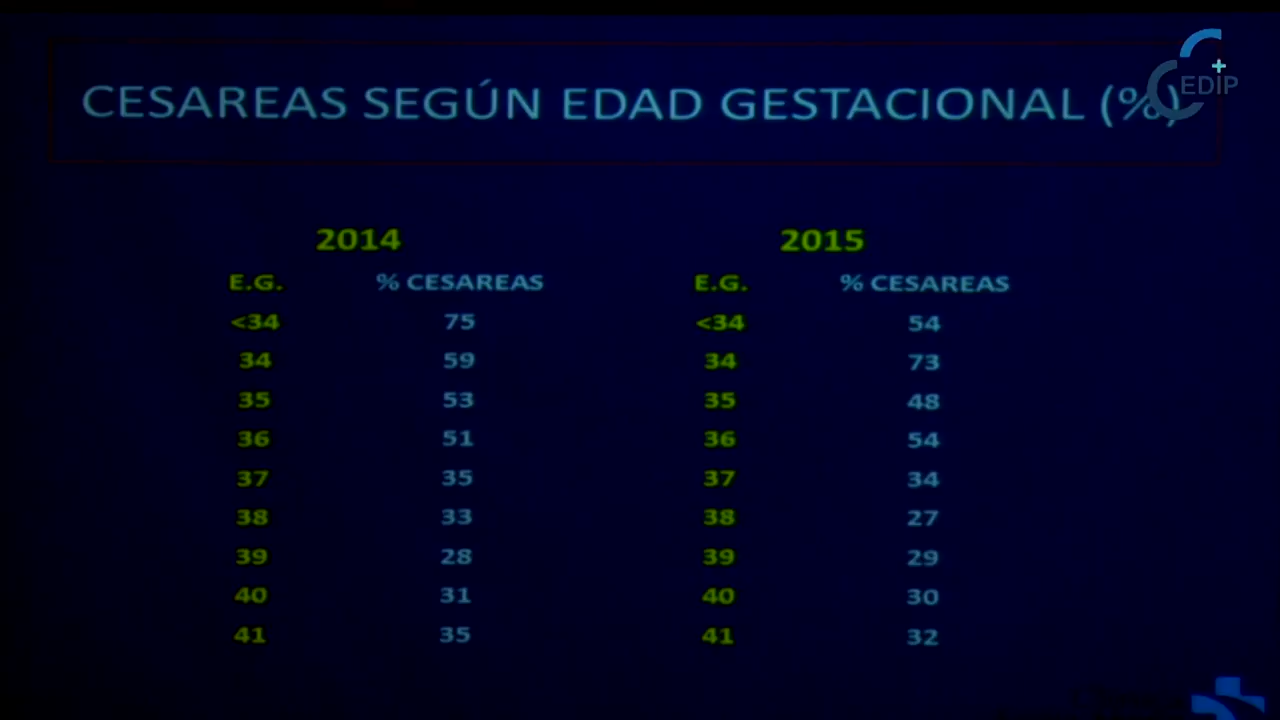 CESAREAS SEGÚN EDAD GESTACIONAL (%)
EDIP
2014 2015
E.G. % CESAREAS E.G. % CESAREAS
<34 75 <34 54
34 59 34 73
35 53 35 48
36 51 36 54
37 35 37 34
38 33 38 27
39 28 39 29
40 31 40 30
41 35 41 32